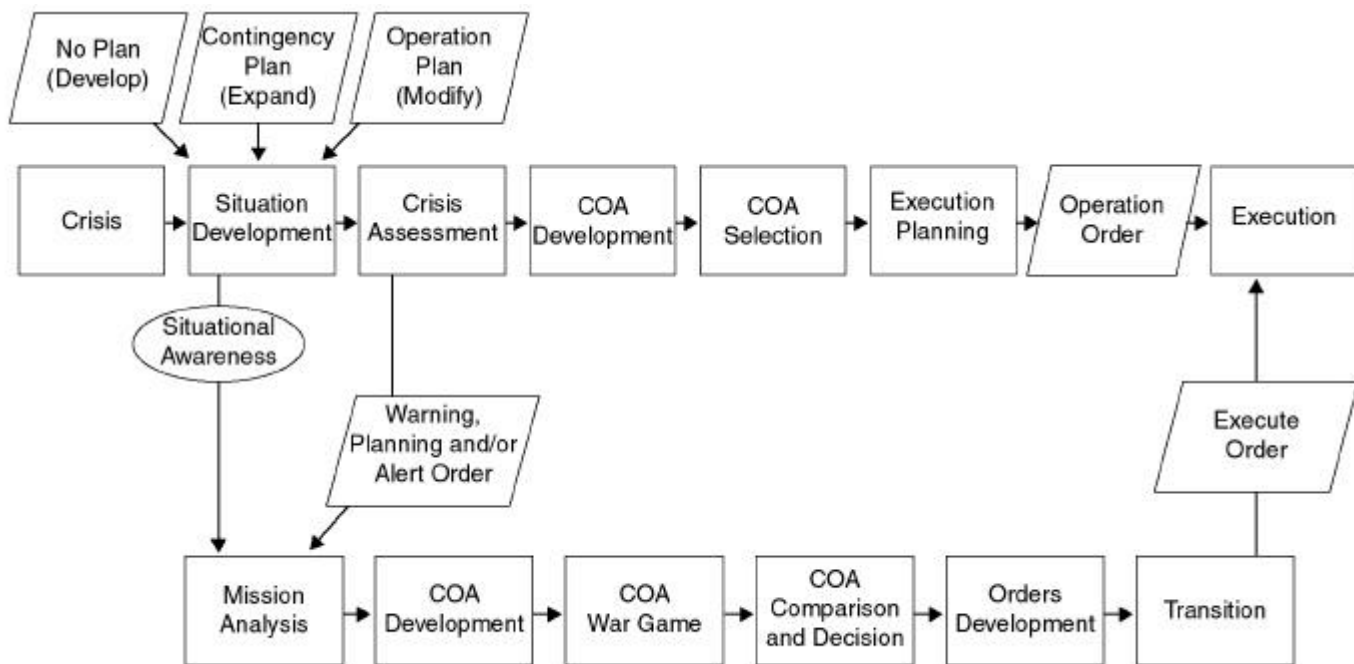 No Plan
(Develop)
Contingency
Plan
(Expand)
Operation
Plan
(Modify)
Crisis
Situation
Development
Crisis
Assessment
COA
Development
COA
Selection
Execution
Planning
Operation
Order
Execution
Situational
Awareness
Warning,
Planning and/or
Alert Order
Execute
Order
Mission
Analysis
COA
Development
COA
War Game
COA
Comparison
and Decision
Orders
Development
Transition